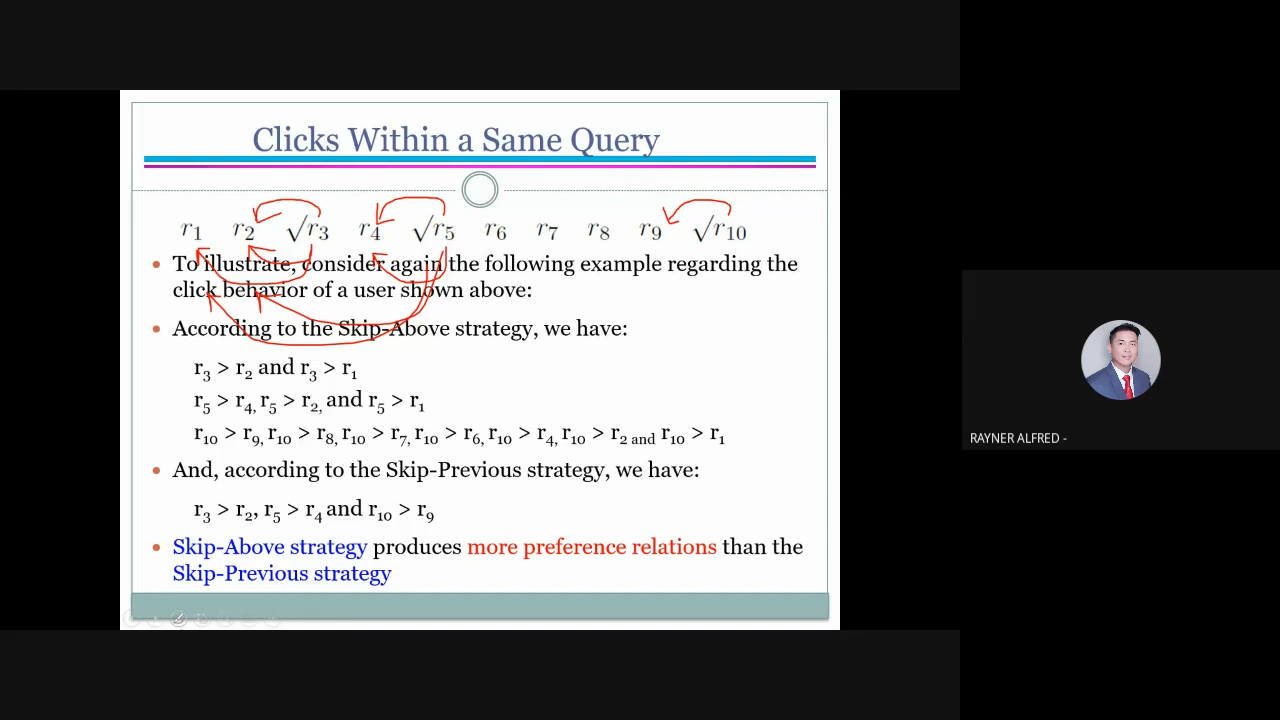 Clicks Within a Same Query
r1 r2 √r3 r4 √r5 r6 r7 r8 r9 √r10
• To illustrate, consider again the following example regarding the
click behavior of a user shown above:
• According to the Skip-Above strategy, we have:
r3 > r2 and r3 > r1
r5 > r4, r5 > r2, and r5 > r1
r10 > r9, r10 > r8, r10 > r7, r10 > r6, r10 > r4, r10 > r2 and r10 > r1
• And, according to the Skip-Previous strategy, we have:
r3 > r2, r5 > r4 and r10 > r9
• Skip-Above strategy produces more preference relations than the
Skip-Previous strategy
RAYNER ALFRED -